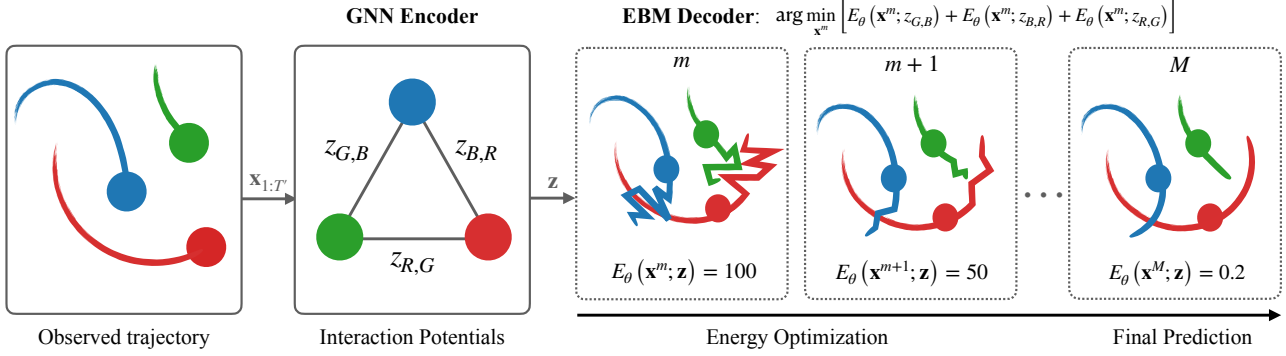 GNN Encoder
EBM Decoder: arg min_{𝐱^m} [E_θ(𝐱^m; z_{G,B}) + E_θ(𝐱^m; z_{B,R}) + E_θ(𝐱^m; z_{R,G})]
𝐱_{1:T′}
z_{G,B}
z_{B,R}
z_{R,G}
𝐳
m
E_θ(𝐱^m; 𝐳) = 100
m + 1
E_θ(𝐱^{m+1}; 𝐳) = 50
...
M
E_θ(𝐱^M; 𝐳) = 0.2
Observed trajectory
Interaction Potentials
Energy Optimization
Final Prediction